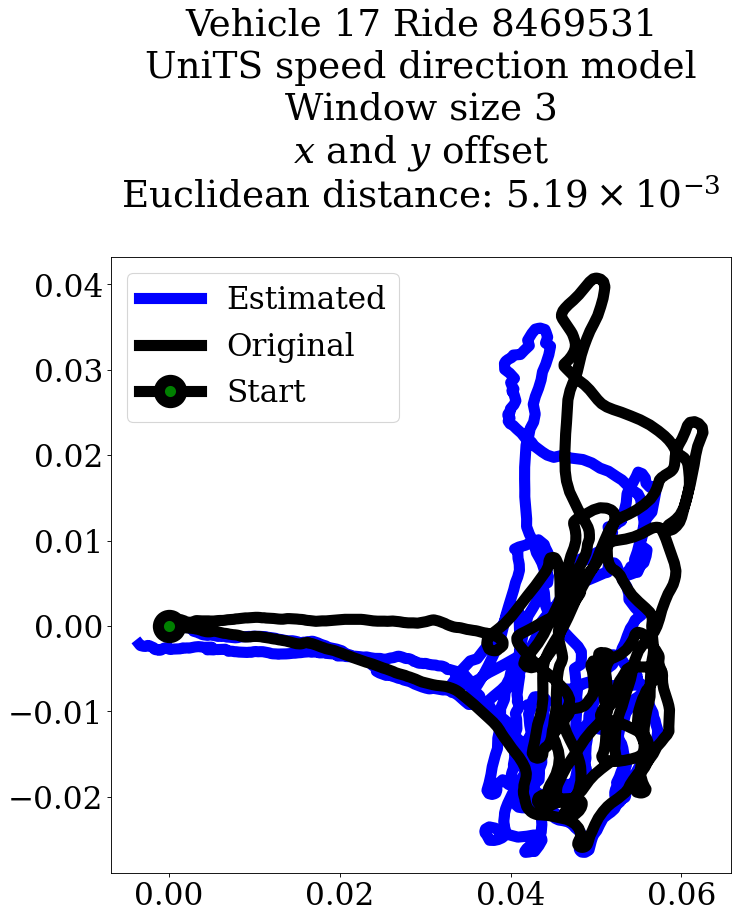 Vehicle 17 Ride 8469531
UniTS speed direction model
Window size 3
x and y offset
Euclidean distance: 5.19 × 10⁻³
Estimated
Original
Start
0.04
0.03
0.02
0.01
0.00
−0.01
−0.02
0.00 0.02 0.04 0.06